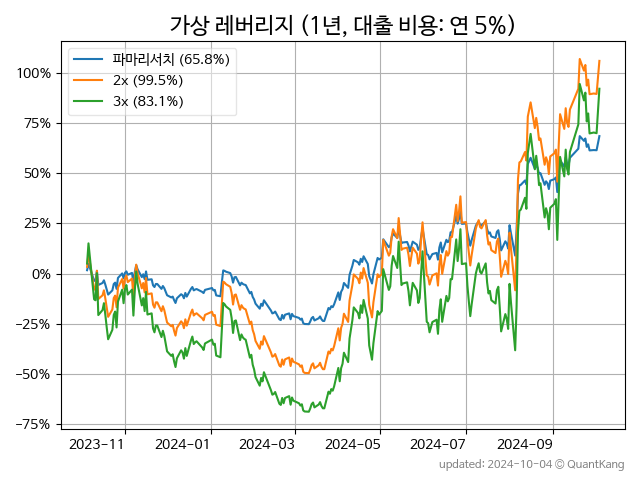 가상 레버리지 (1년, 대출 비용: 연 5%)
파마리서치 (65.8%)
2x (99.5%)
3x (83.1%)
100%
75%
50%
25%
0%
−25%
−50%
−75%
2023-11
2024-01
2024-03
2024-05
2024-07
2024-09
updated: 2024-10-04 © QuantKang